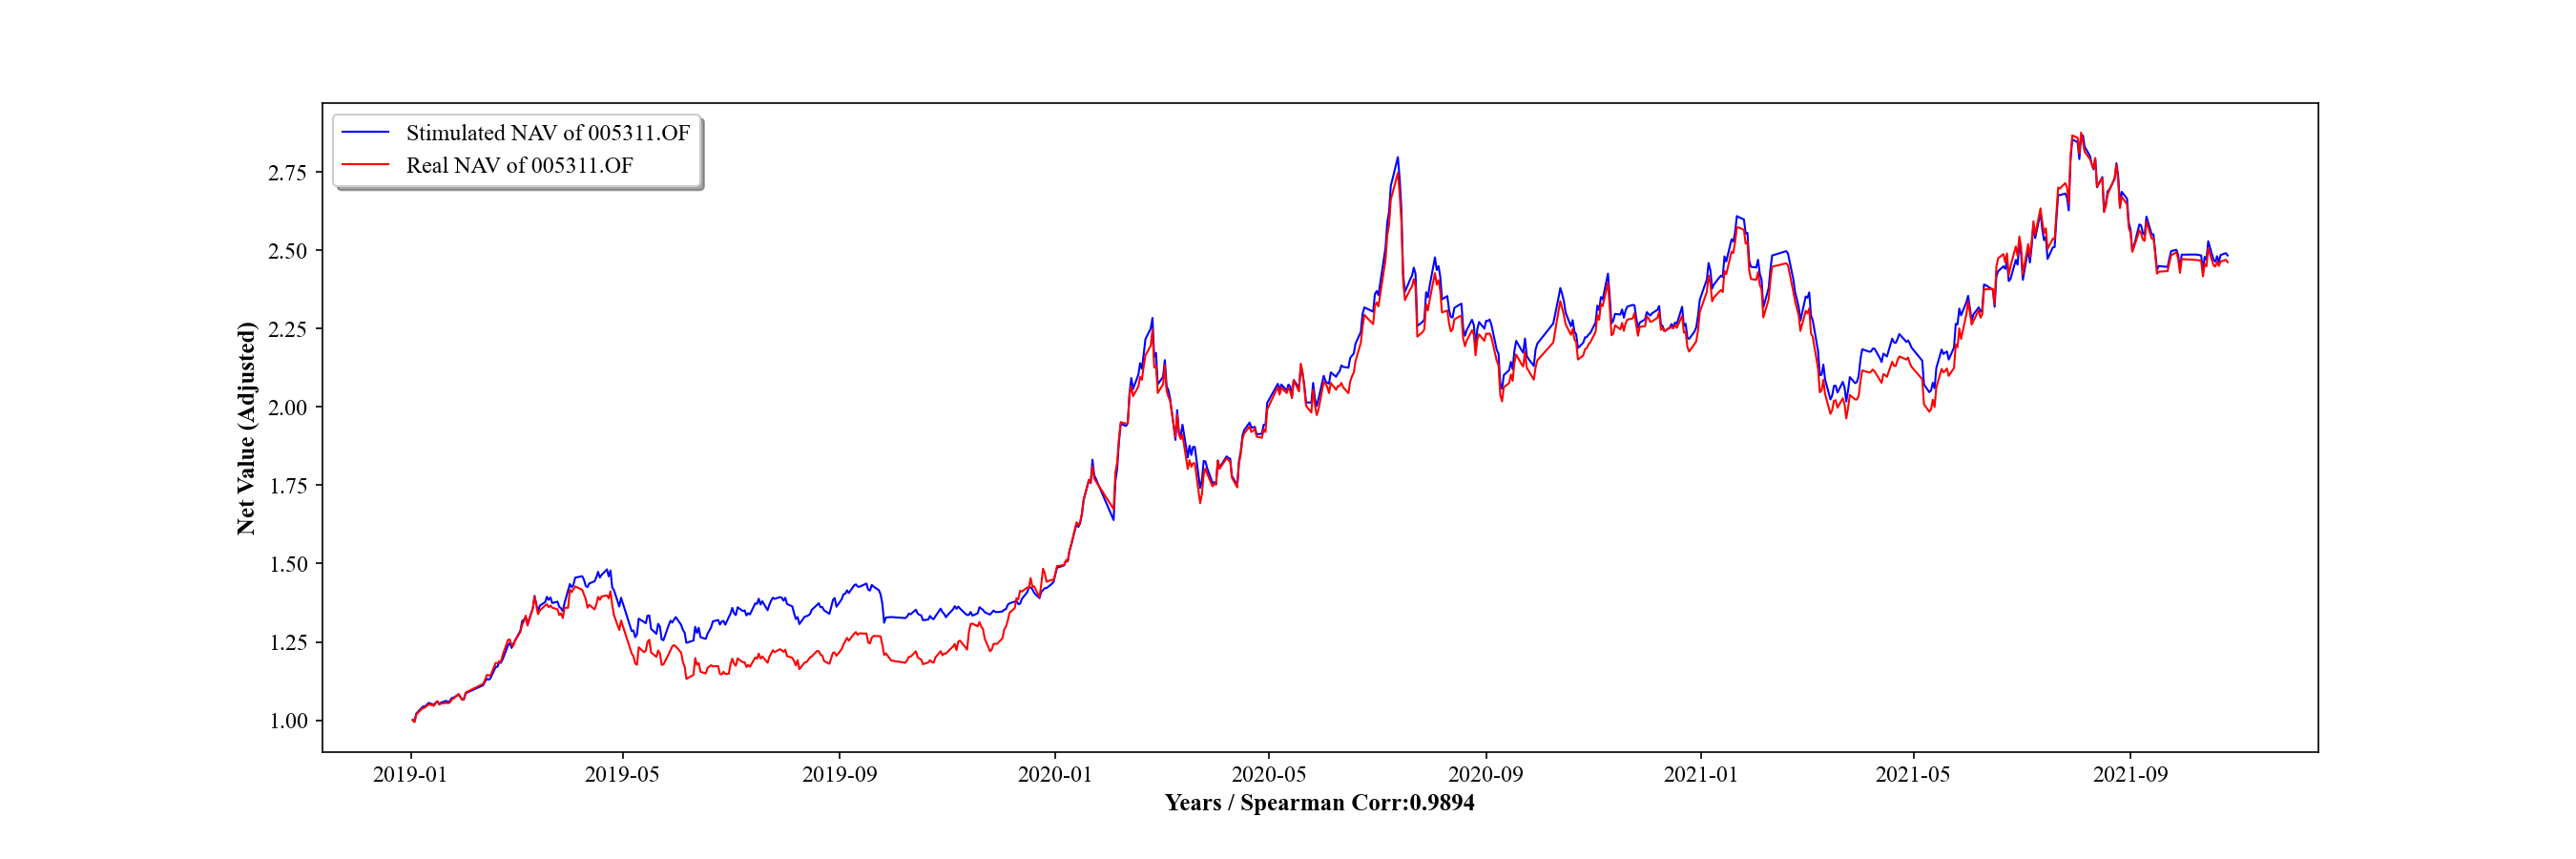 Stimulated NAV of 005311.OF
Real NAV of 005311.OF
Net Value (Adjusted)
2.75
2.50
2.25
2.00
1.75
1.50
1.25
1.00
2019-01 2019-05 2019-09 2020-01 2020-05 2020-09 2021-01 2021-05 2021-09
Years / Spearman Corr:0.9894